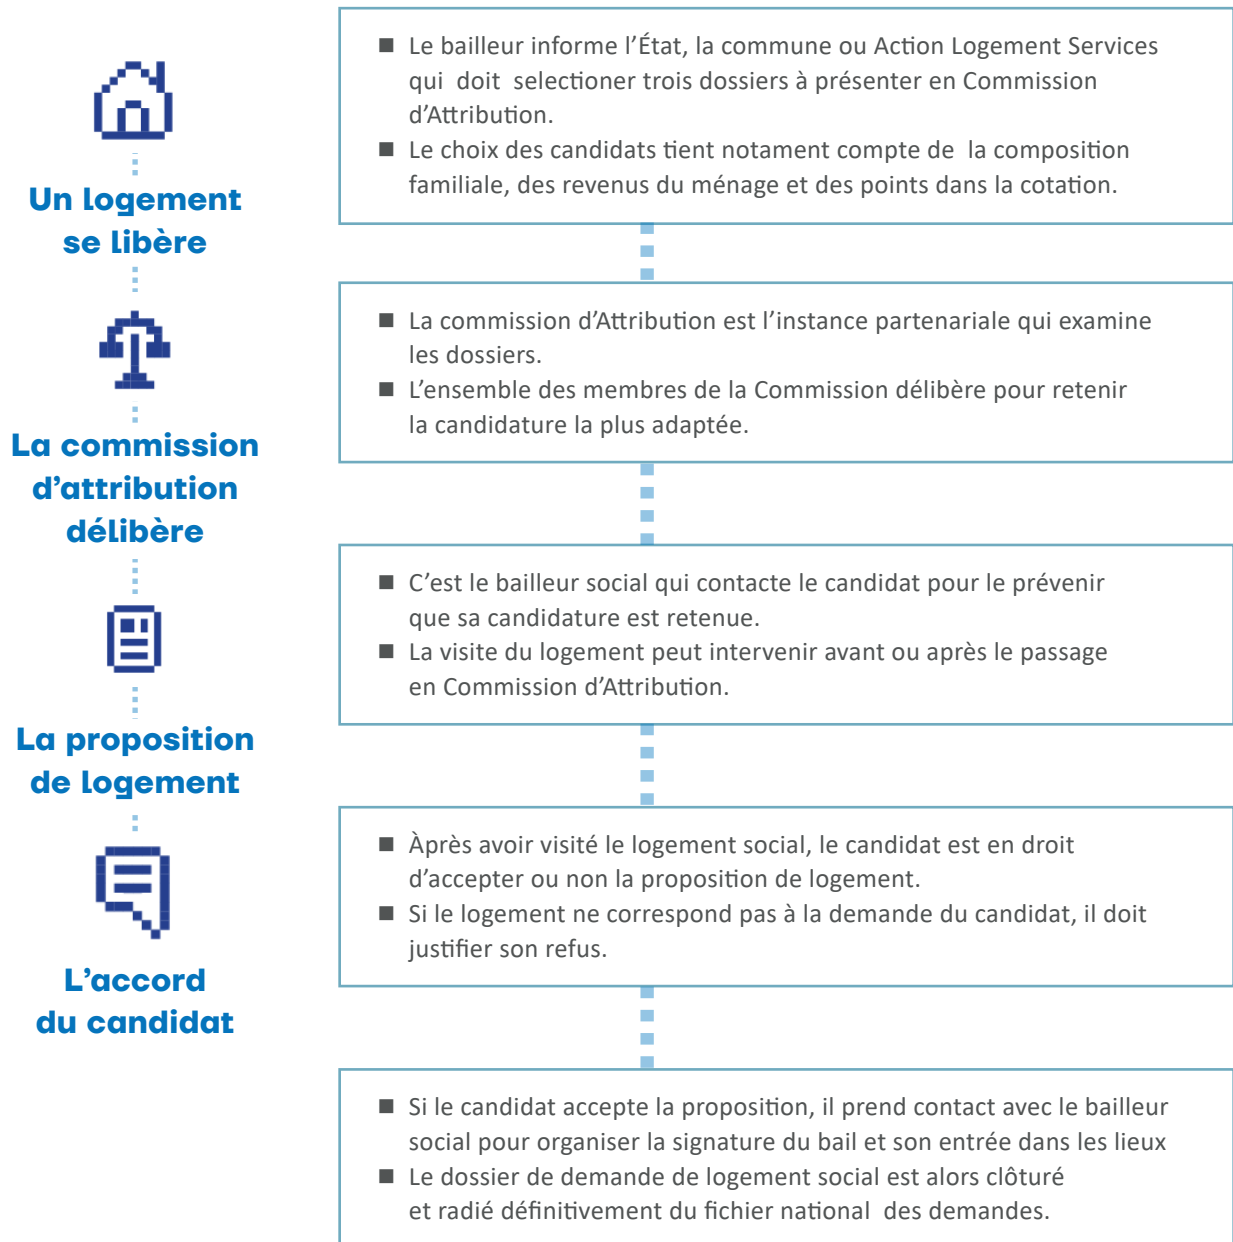 Un logement
se libère
■ Le bailleur informe l’État, la commune ou Action Logement Services
qui doit selectioner trois dossiers à présenter en Commission
d’Attribution.
■ Le choix des candidats tient notamment compte de la composition
familiale, des revenus du ménage et des points dans la cotation.
La commission
d’attribution
délibère
■ La commission d’Attribution est l’instance partenariale qui examine
les dossiers.
■ L’ensemble des membres de la Commission délibère pour retenir
la candidature la plus adaptée.
La proposition
de logement
■ C’est le bailleur social qui contacte le candidat pour le prévenir
que sa candidature est retenue.
■ La visite du logement peut intervenir avant ou après le passage
en Commission d’Attribution.
L’accord
du candidat
■ Àprès avoir visité le logement social, le candidat est en droit
d’accepter ou non la proposition de logement.
■ Si le logement ne correspond pas à la demande du candidat, il doit
justifier son refus.
■ Si le candidat accepte la proposition, il prend contact avec le bailleur
social pour organiser la signature du bail et son entrée dans les lieux
■ Le dossier de demande de logement social est alors clôturé
et radié définitivement du fichier national des demandes.